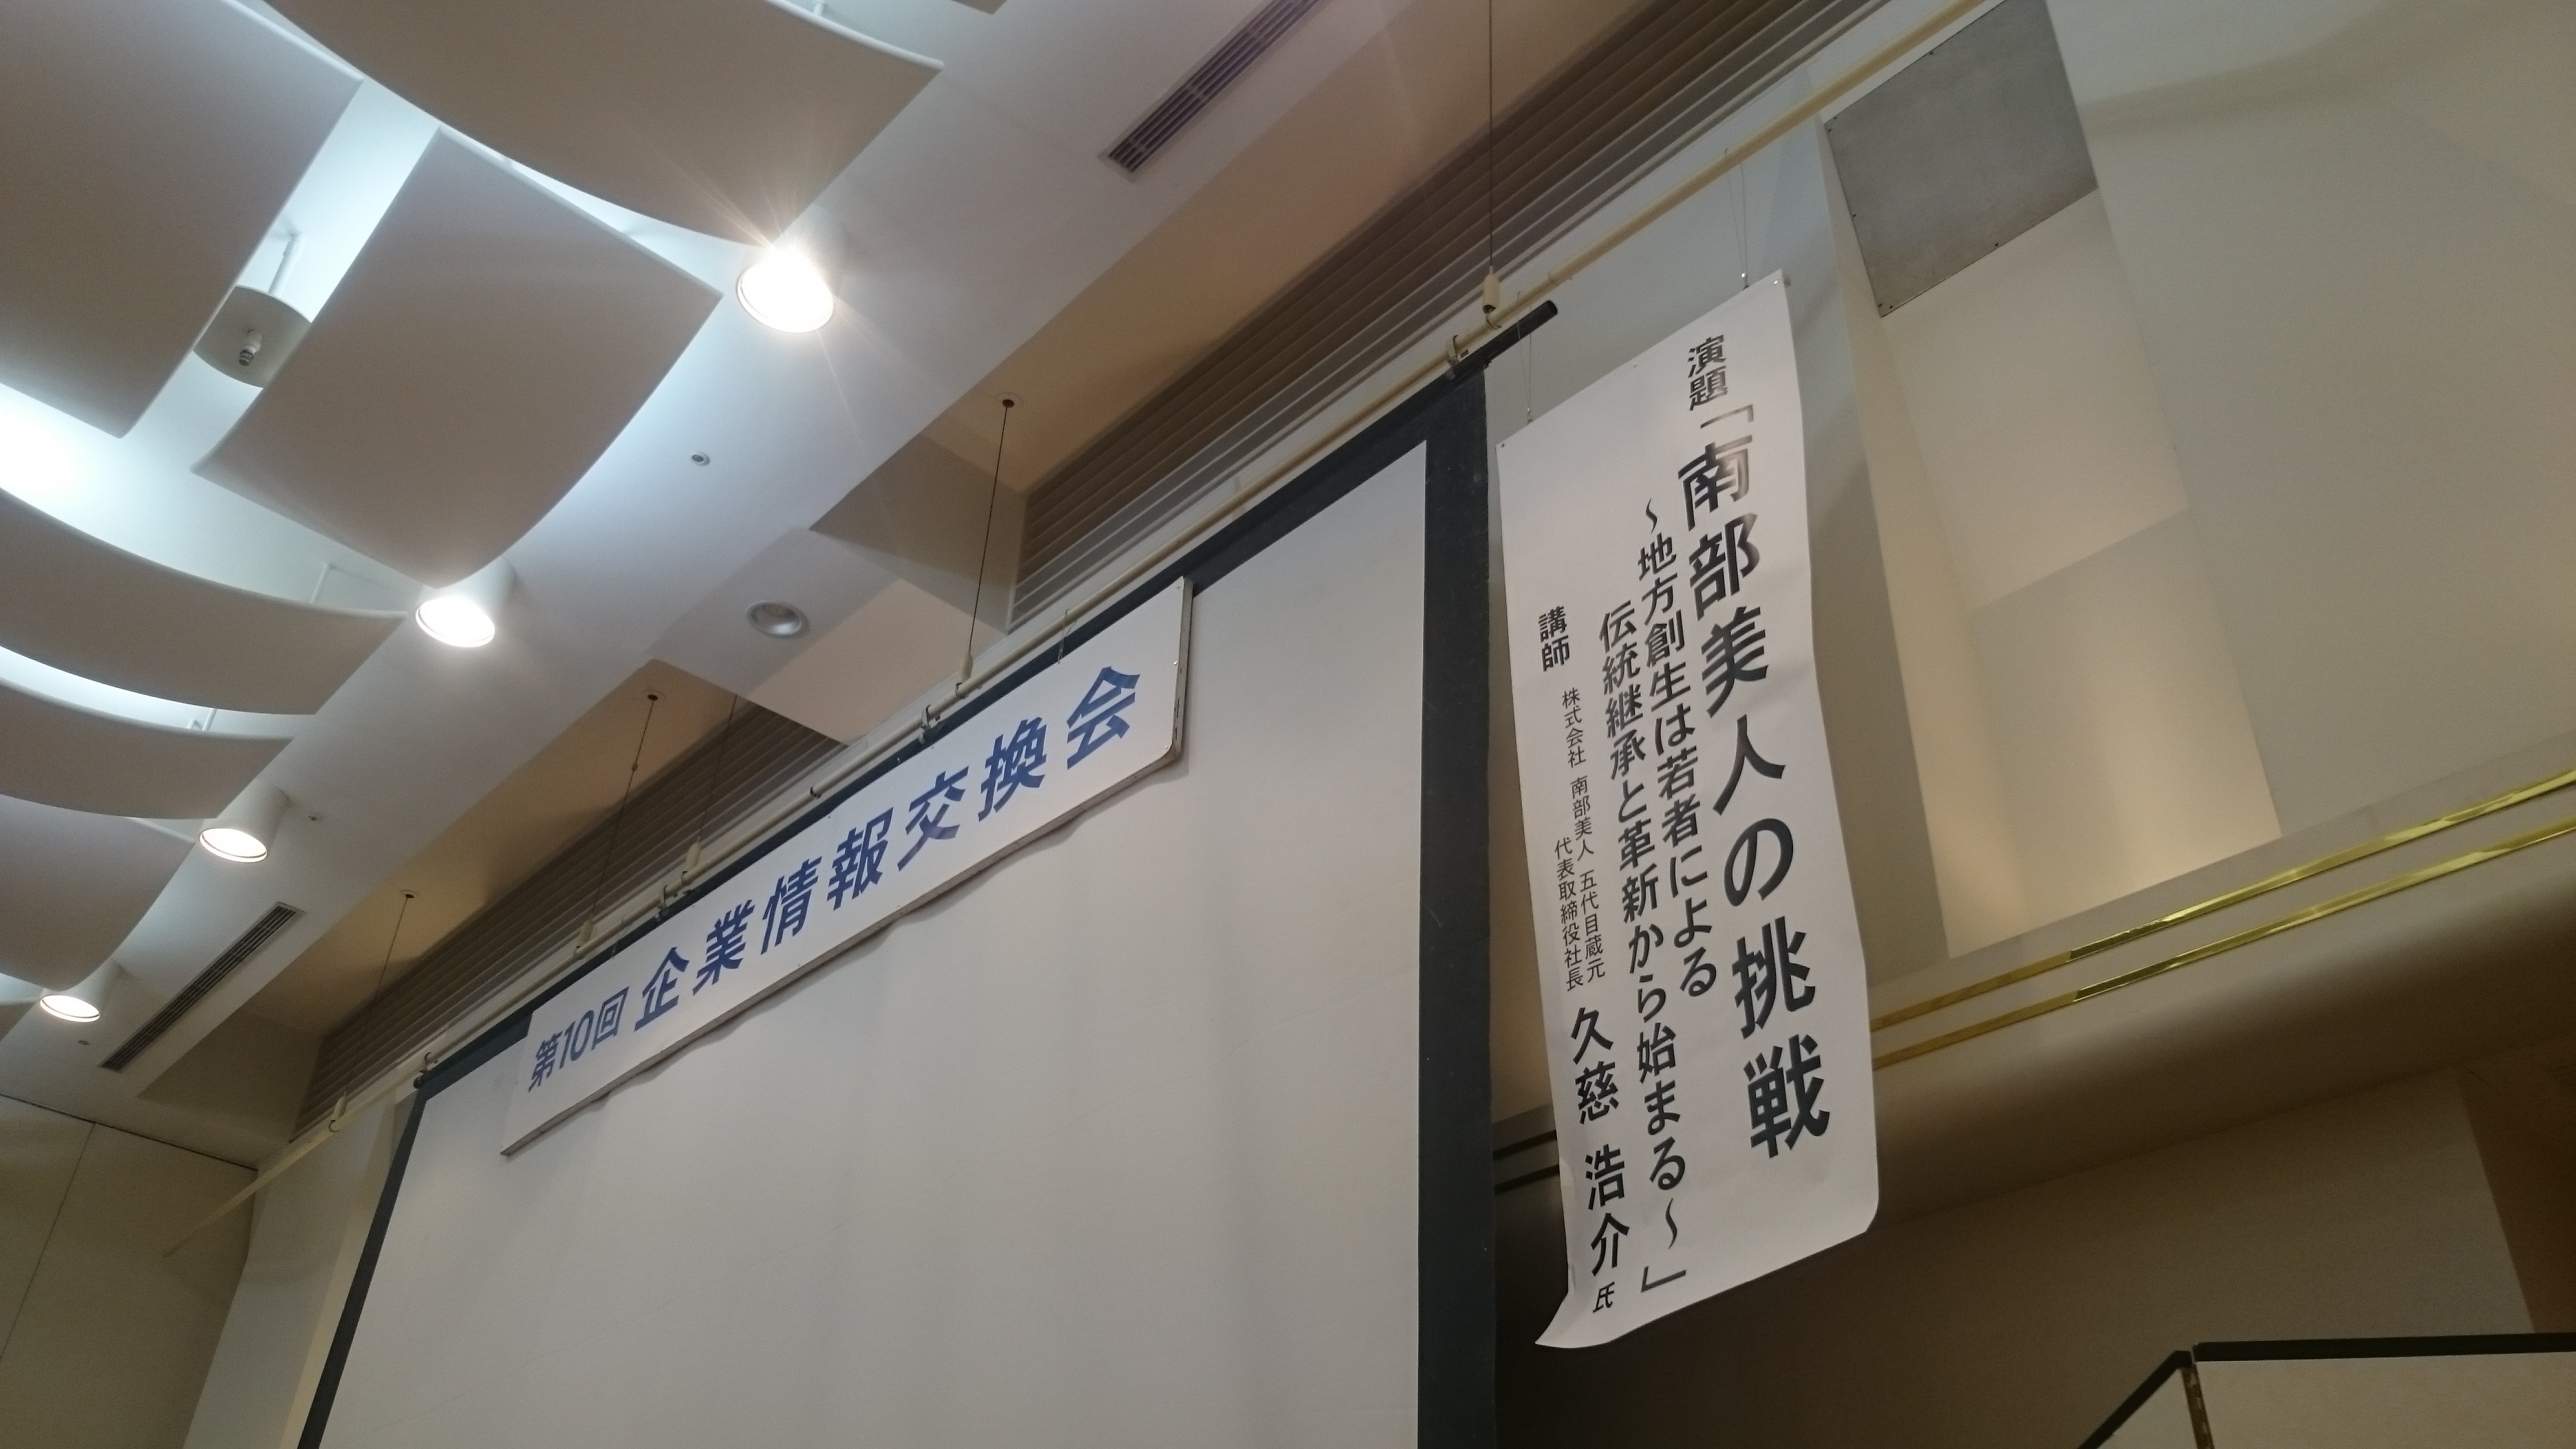 第10回 企業情報交換会
演題「南部美人の挑戦
～地方創生は若者による
伝統継承と革新から始まる～」
講師 株式会社 南部美人 五代目蔵元
代表取締役社長 久慈 浩介 氏